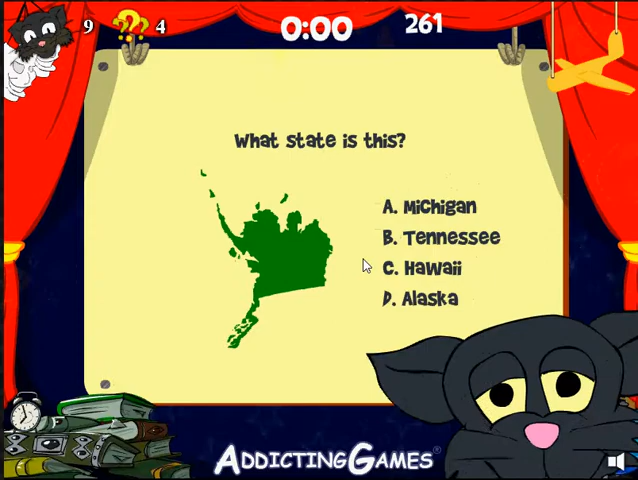 9
??? 4
0:00
261
What state is this?
A. Michigan
B. Tennessee
C. Hawaii
D. Alaska
ADDICTINGGAMES®